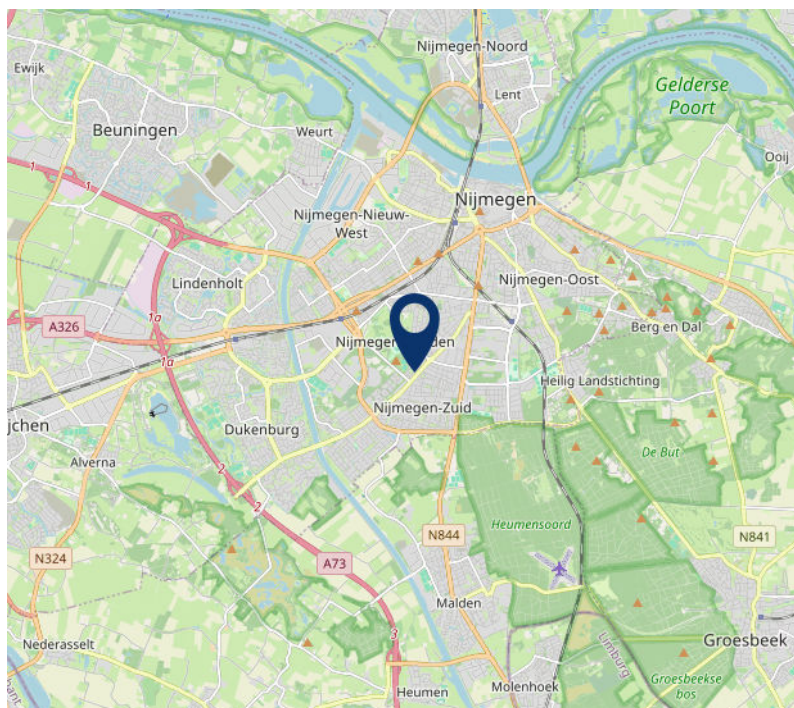 Nijmegen-Noord
Ewijk
Lent
Gelderse
Poort
Beuningen
Weurt
Ooij
Nijmegen
Nijmegen-Nieuw-
West
1
1
Nijmegen-Oost
Lindenholt
1a
A326
Berg en Dal
1a
Heilig Landstichting
Nijmegen-Zuid
jchen
Dukenburg
De But
Alverna
2
2
Heumensoord
N844
N841
N324
A73
Malden
3
Limburg
Nederasselt
Groesbeek
Groesbeekse
bos
Heumen
Molenhoek